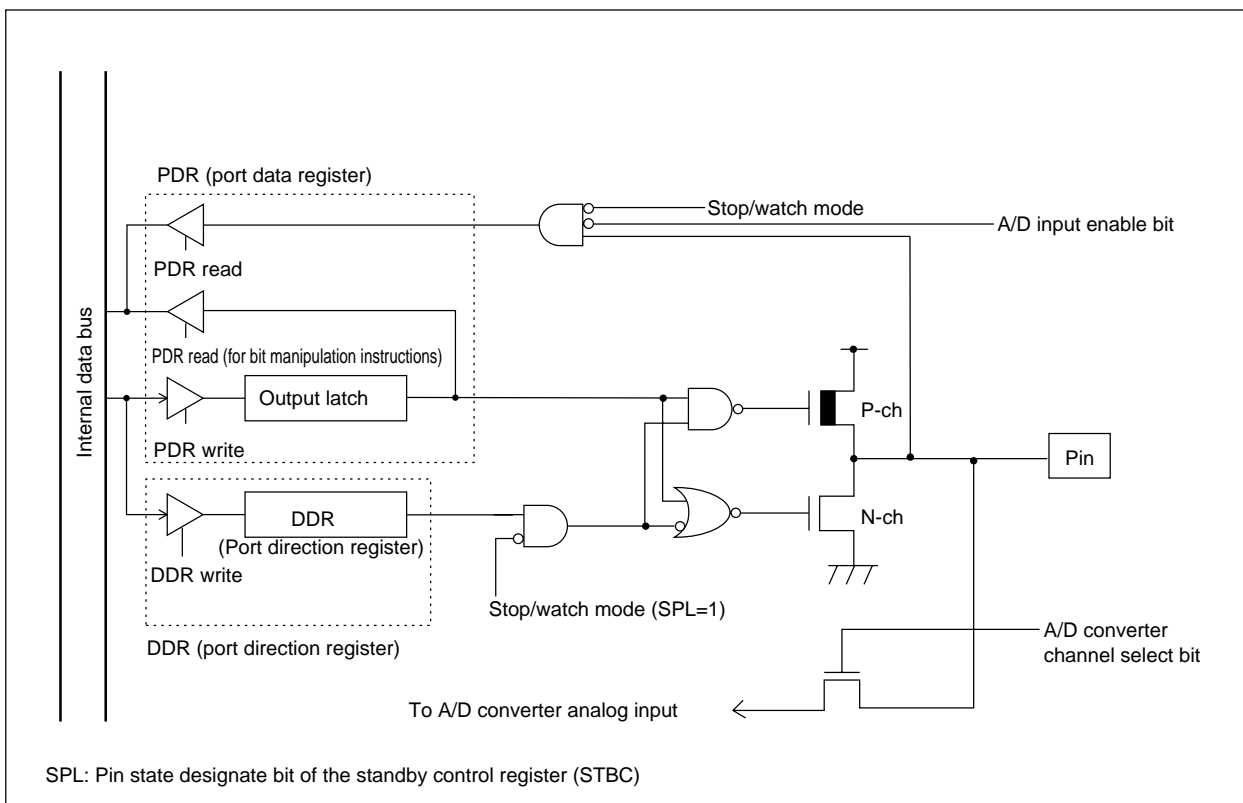 PDR (port data register)
Stop/watch mode
A/D input enable bit
PDR read
Internal data bus
PDR read (for bit manipulation instructions)
Output latch
P-ch
PDR write
Pin
DDR
N-ch
(Port direction register)
DDR write
Stop/watch mode (SPL=1)
DDR (port direction register)
A/D converter
channel select bit
To A/D converter analog input
SPL: Pin state designate bit of the standby control register (STBC)